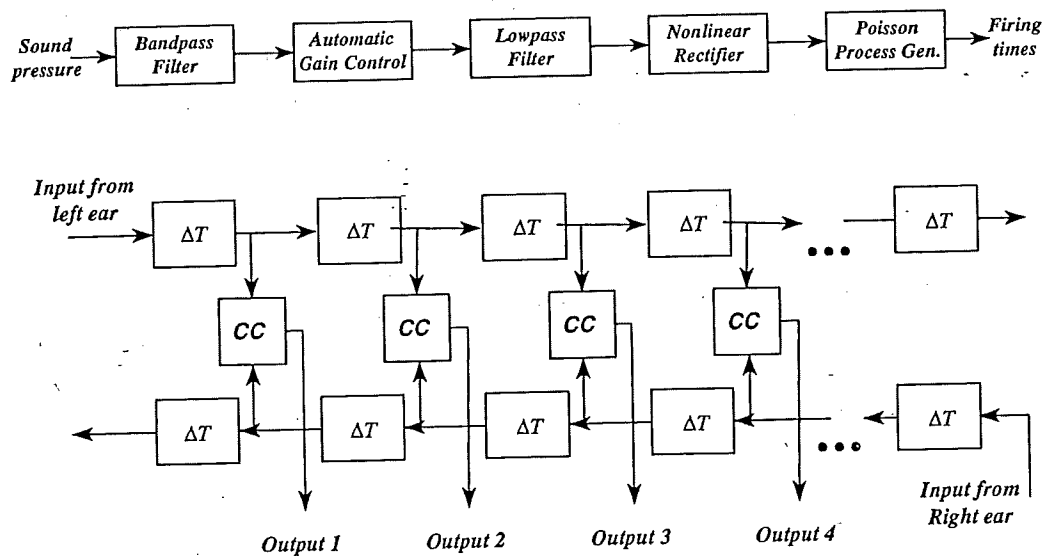 Sound
pressure
Bandpass
Filter
Automatic
Gain Control
Lowpass
Filter
Nonlinear
Rectifier
Poisson
Process Gen.
Firing
times
Input from
left ear
ΔT
ΔT
ΔT
ΔT
ΔT
CC
CC
CC
CC
ΔT
ΔT
ΔT
ΔT
ΔT
Input from
Right ear
Output 1
Output 2
Output 3
Output 4